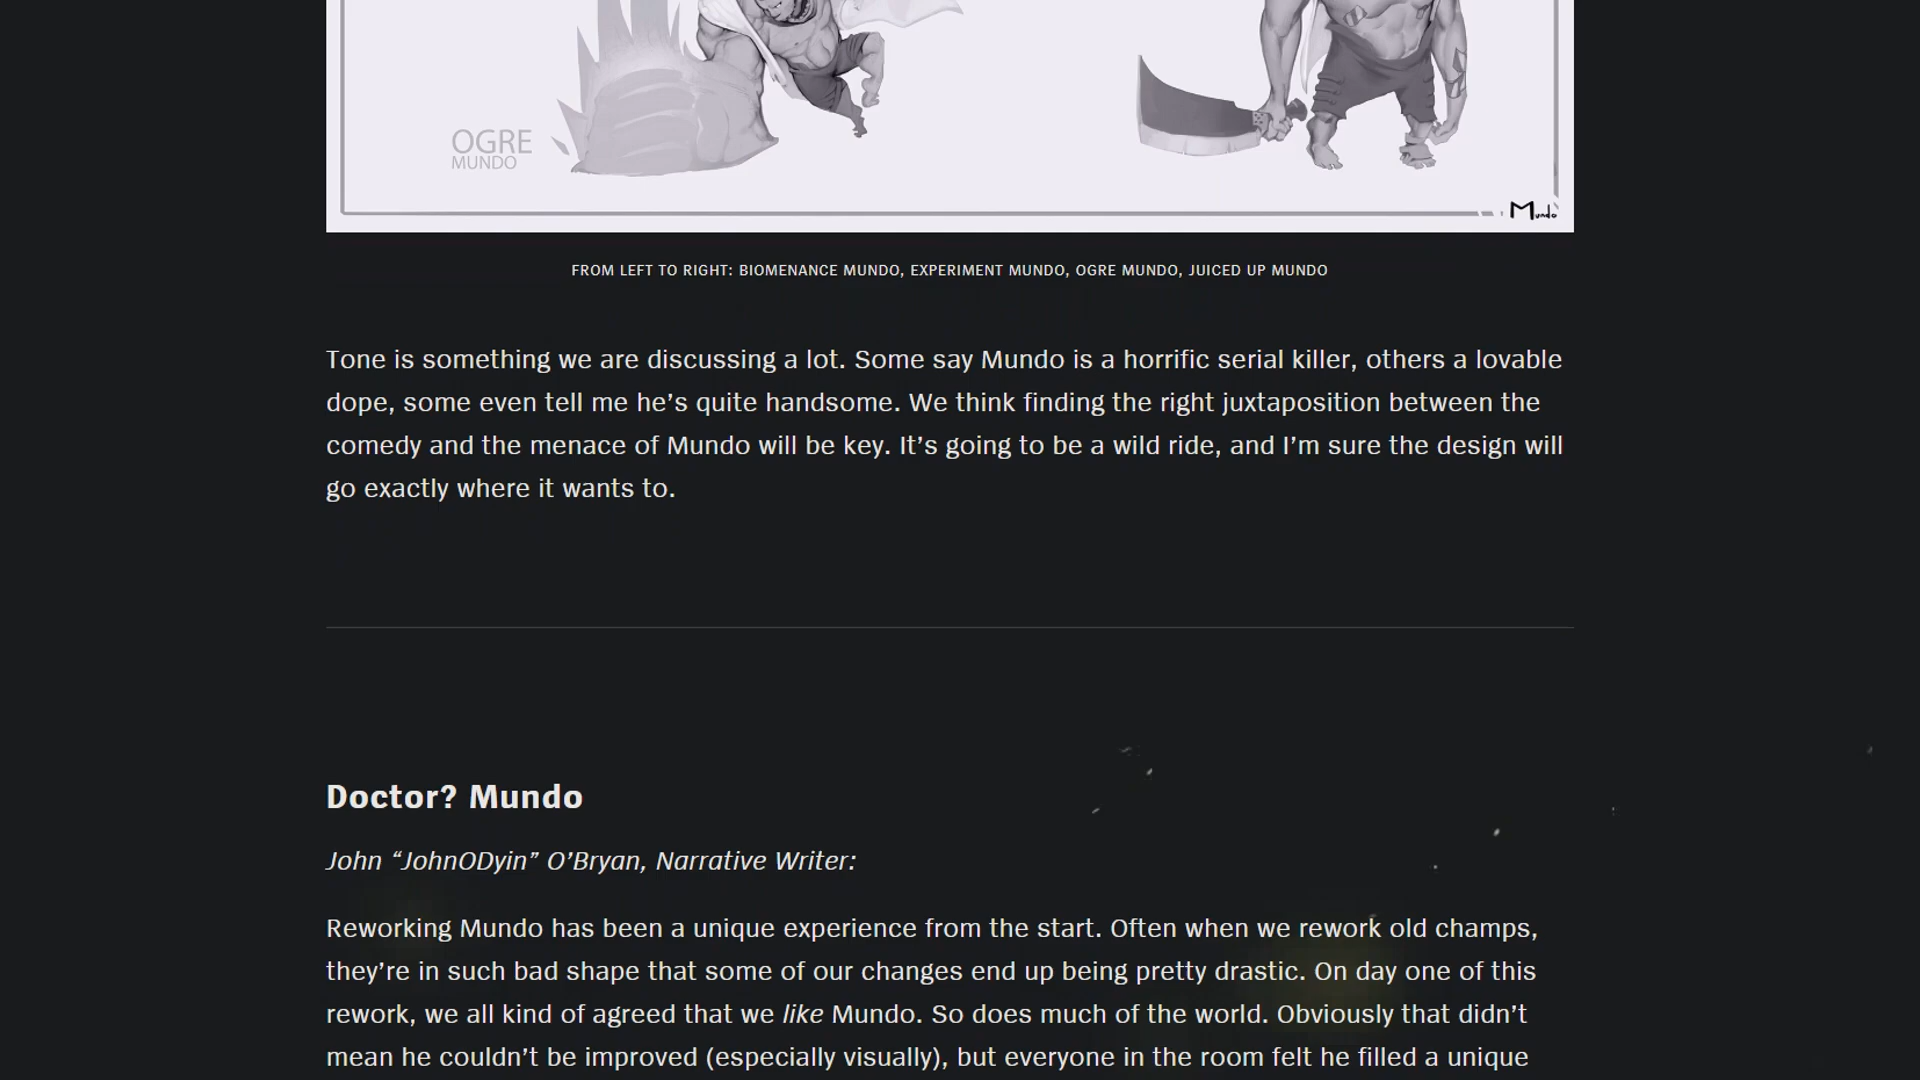 OGRE
MUNDO
Mundo
FROM LEFT TO RIGHT: BIOMENANCE MUNDO, EXPERIMENT MUNDO, OGRE MUNDO, JUICED UP MUNDO
Tone is something we are discussing a lot. Some say Mundo is a horrific serial killer, others a lovable
dope, some even tell me he’s quite handsome. We think finding the right juxtaposition between the
comedy and the menace of Mundo will be key. It’s going to be a wild ride, and I’m sure the design will
go exactly where it wants to.
Doctor? Mundo
John “JohnODyin” O’Bryan, Narrative Writer:
Reworking Mundo has been a unique experience from the start. Often when we rework old champs,
they’re in such bad shape that some of our changes end up being pretty drastic. On day one of this
rework, we all kind of agreed that we like Mundo. So does much of the world. Obviously that didn’t
mean he couldn’t be improved (especially visually), but everyone in the room felt he filled a unique